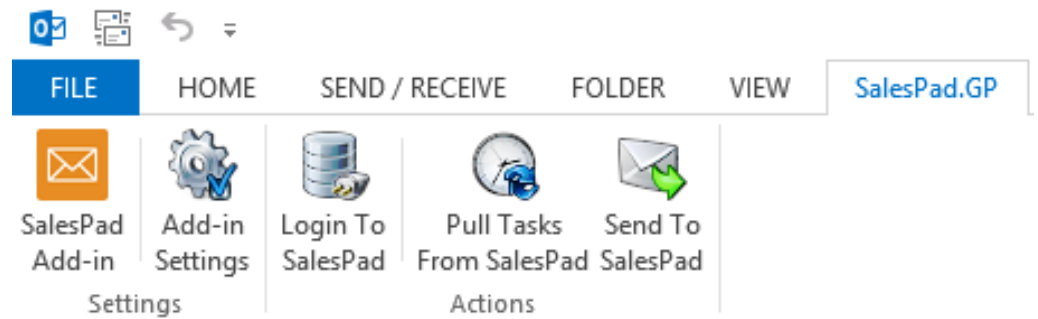 FILE HOME SEND / RECEIVE FOLDER VIEW SalesPad.GP
SalesPad Add-in Login To Pull Tasks Send To
Add-in Settings SalesPad From SalesPad SalesPad
Settings Actions